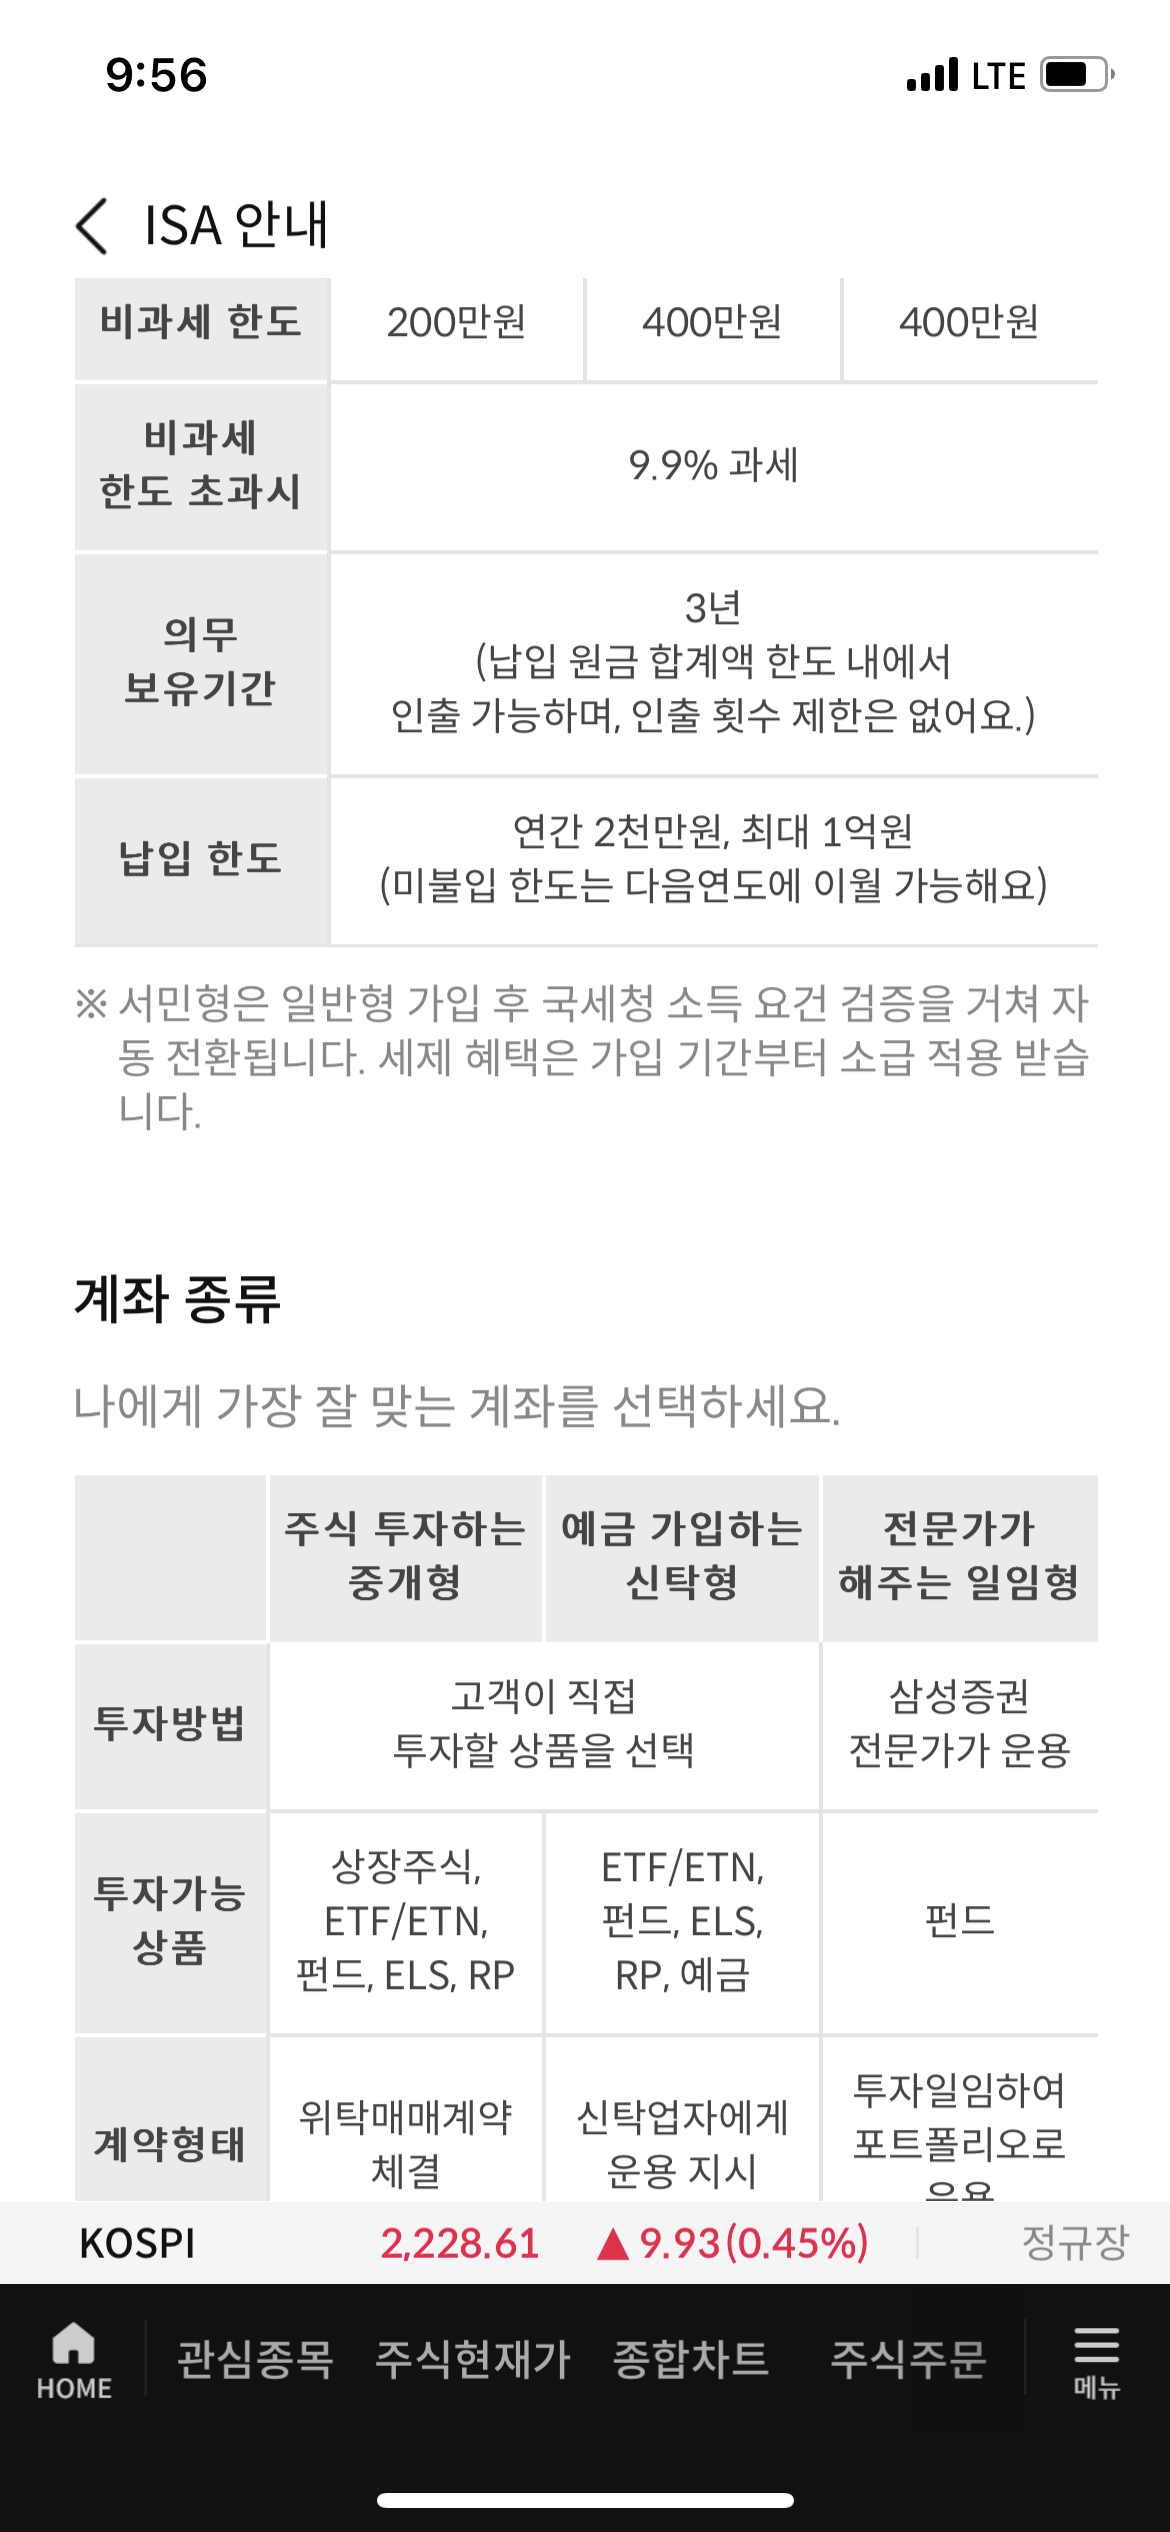 9:56
LTE
ISA 안내
비과세 한도
200만원
400만원
400만원
비과세
한도 초과시
9.9% 과세
의무
보유기간
3년
(납입 원금 합계액 한도 내에서
인출 가능하며, 인출 횟수 제한은 없어요.)
납입 한도
연간 2천만원, 최대 1억원
(미불입 한도는 다음연도에 이월 가능해요)
※ 서민형은 일반형 가입 후 국세청 소득 요건 검증을 거쳐 자
동 전환됩니다. 세제 혜택은 가입 기간부터 소급 적용 받습
니다.
계좌 종류
나에게 가장 잘 맞는 계좌를 선택하세요.
주식 투자하는
중개형
예금 가입하는
신탁형
전문가가
해주는 일임형
투자방법
고객이 직접
투자할 상품을 선택
삼성증권
전문가가 운용
투자가능
상품
상장주식,
ETF/ETN,
펀드, ELS, RP
ETF/ETN,
펀드, ELS,
RP, 예금
펀드
계약형태
위탁매매계약
체결
신탁업자에게
운용 지시
투자일임하여
포트폴리오로
운용
KOSPI 2,228.61 ▲ 9.93(0.45%) 정규장
HOME
관심종목
주식현재가
종합차트
주식주문
메뉴